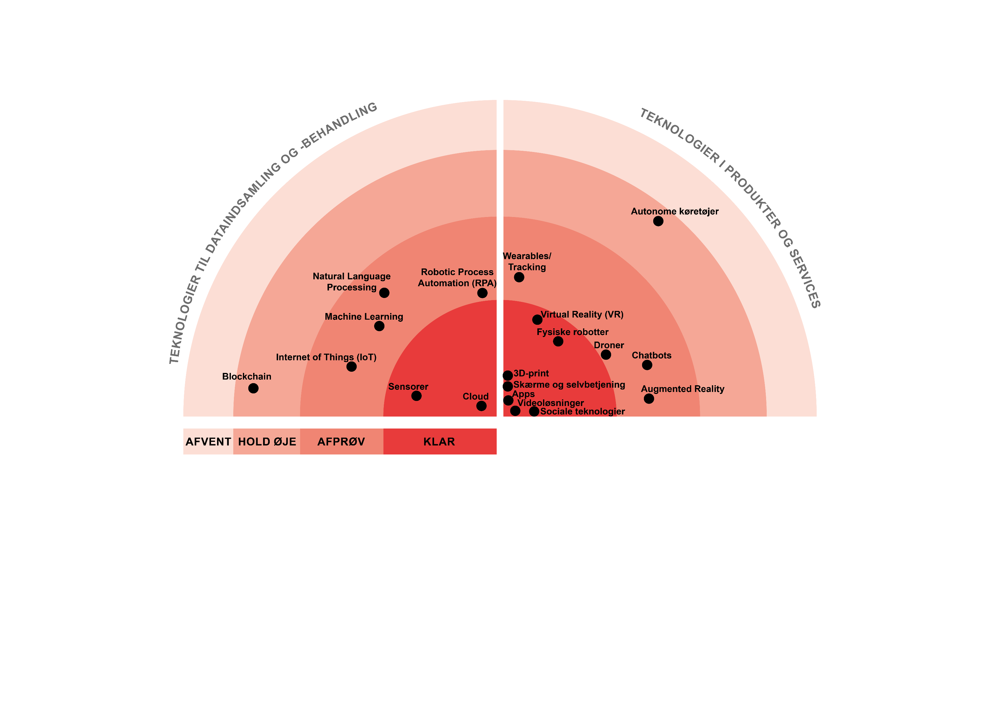 TEKNOLOGIER TIL DATAINDSAMLING OG -BEHANDLING
TEKNOLOGIER I PRODUKTER OG SERVICES
Autonome køretøjer
Wearables/
Tracking
Natural Language
Processing
Robotic Process
Automation (RPA)
Machine Learning
Virtual Reality (VR)
Fysiske robotter
Droner
Chatbots
Internet of Things (IoT)
Blockchain
3D-print
Sensorer
Skærme og selvbetjening
Augmented Reality
Cloud
Apps
Videoløsninger
Sociale teknologier
AFVENT
HOLD ØJE
AFPRØV
KLAR